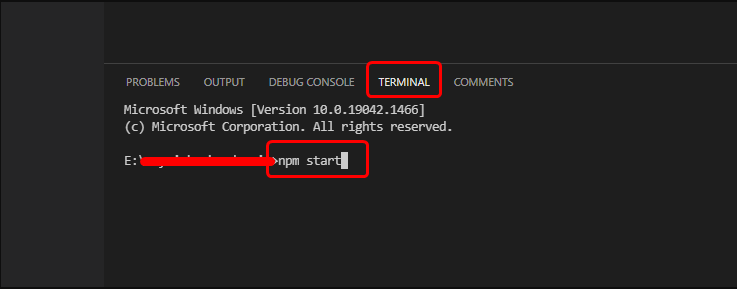 PROBLEMS OUTPUT DEBUG CONSOLE TERMINAL COMMENTS
Microsoft Windows [Version 10.0.19042.1466]
(c) Microsoft Corporation. All rights reserved.
E:\ >npm start